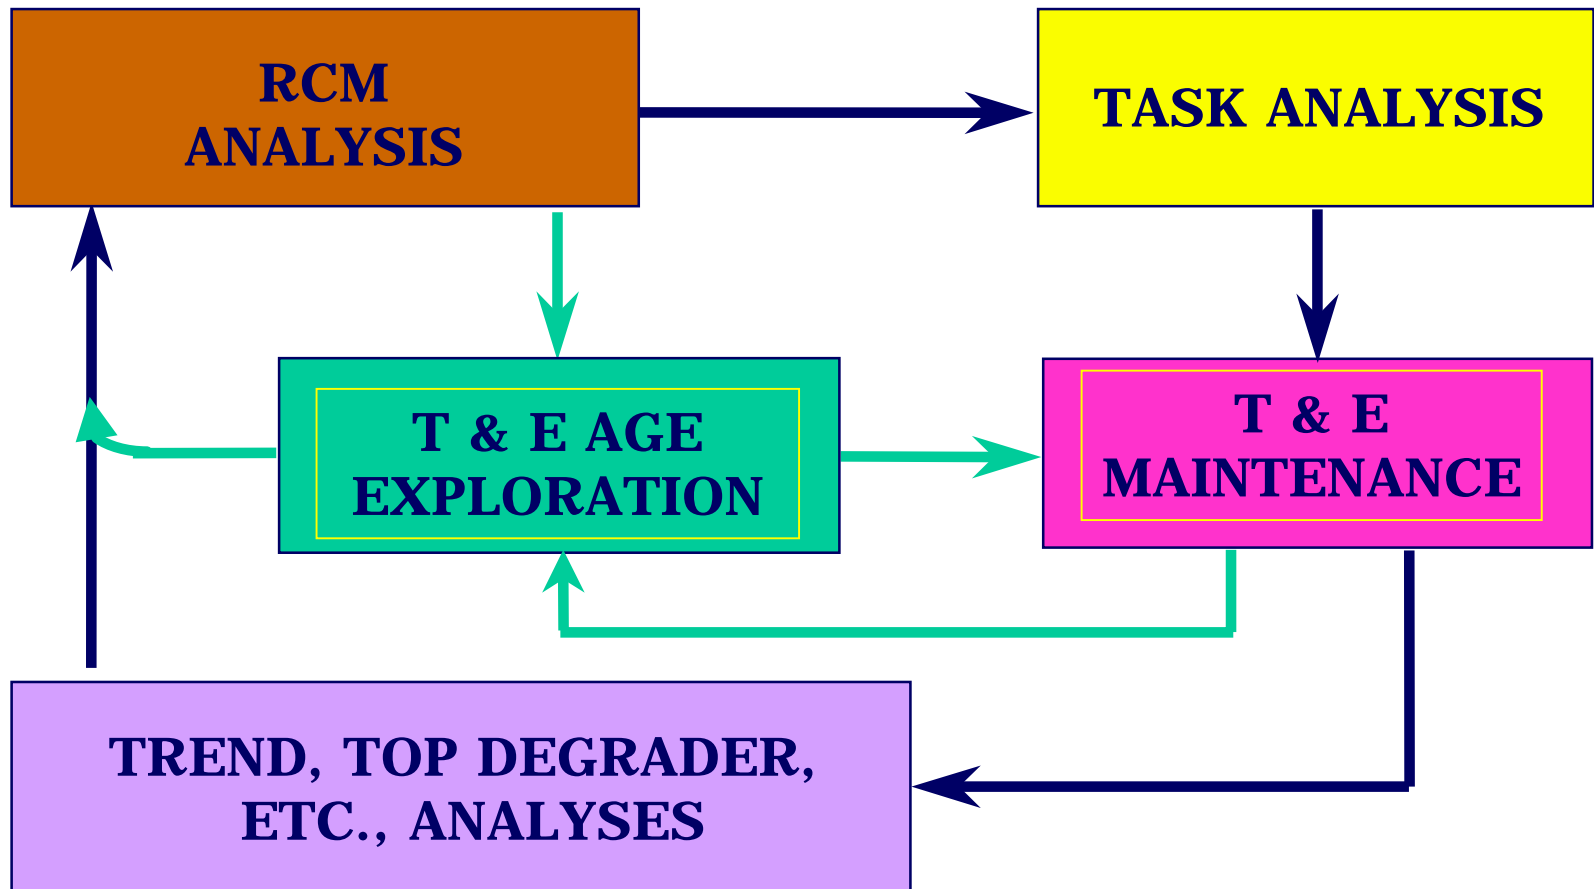 RCM
ANALYSIS
TASK ANALYSIS
T & E AGE
EXPLORATION
T & E
MAINTENANCE
TREND, TOP DEGRADER,
ETC., ANALYSES